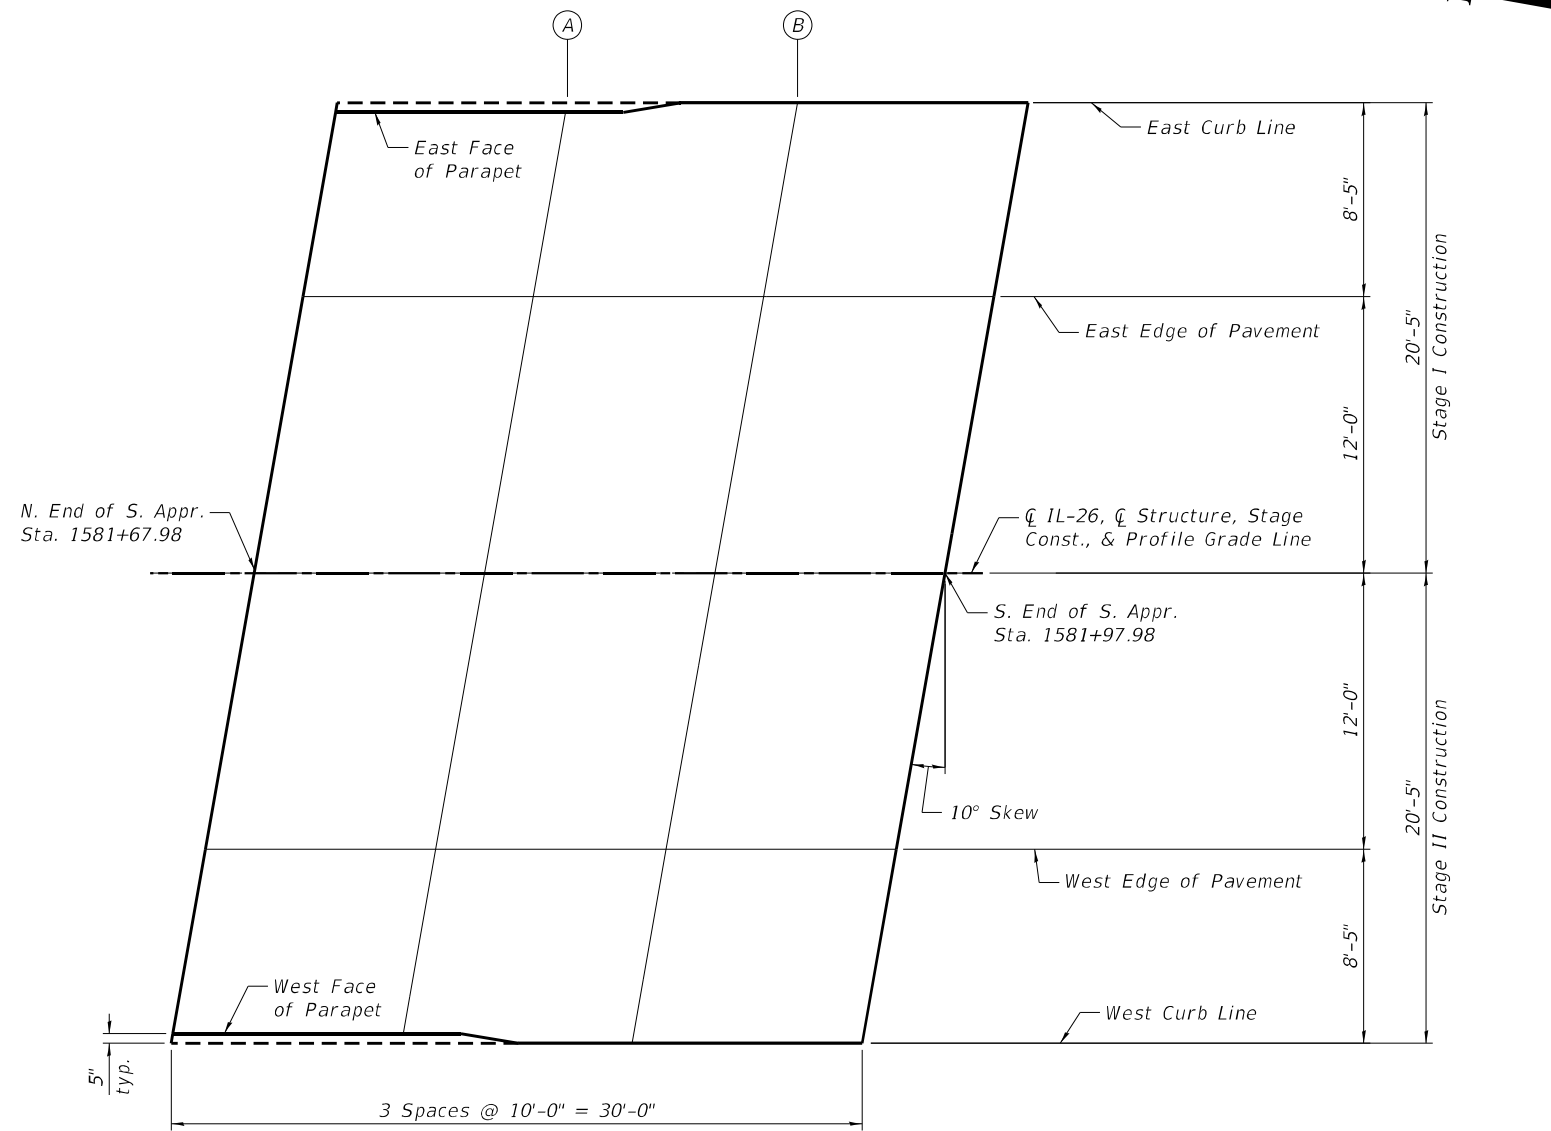 A
B
East Curb Line
East Face
of Parapet
8'-5"
East Edge of Pavement
20'-5"
Stage I Construction
12'-0"
N. End of S. Appr.
Sta. 1581+67.98
℄ IL-26, ℄ Structure, Stage
Const., & Profile Grade Line
S. End of S. Appr.
Sta. 1581+97.98
12'-0"
10° Skew
20'-5"
Stage II Construction
West Edge of Pavement
8'-5"
West Face
of Parapet
West Curb Line
5"
typ.
3 Spaces @ 10'-0" = 30'-0"